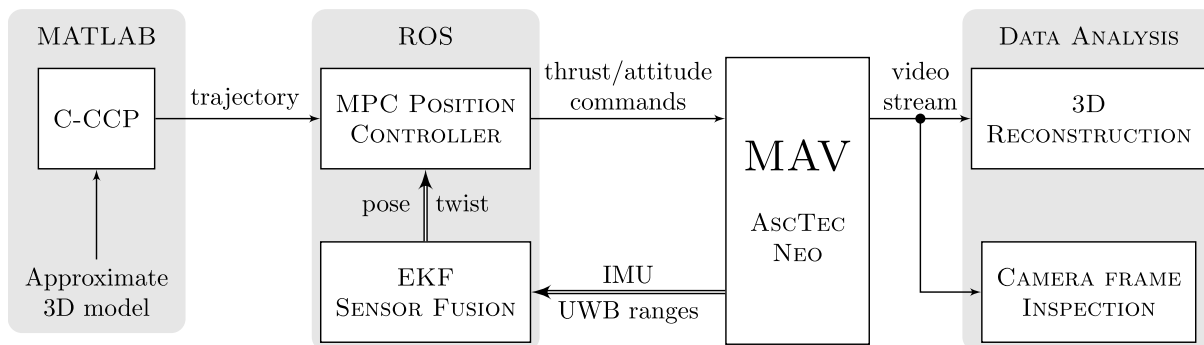 MATLAB
C-CCP
Approximate
3D model
trajectory
ROS
MPC Position
Controller
pose
twist
EKF
Sensor Fusion
thrust/attitude
commands
IMU
UWB ranges
MAV
AscTec
Neo
video
stream
Data Analysis
3D
Reconstruction
Camera frame
Inspection